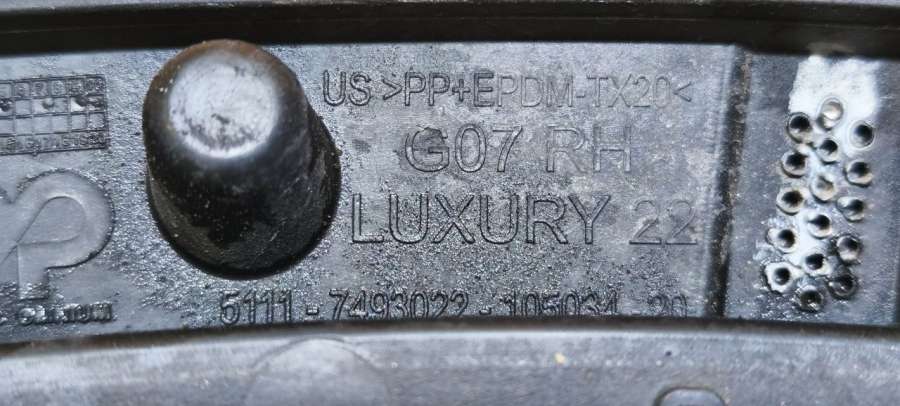 US >PP+EPDM-TX20<
G07 RH
LUXURY 22
5111 - 7493022 - 105034 - 20